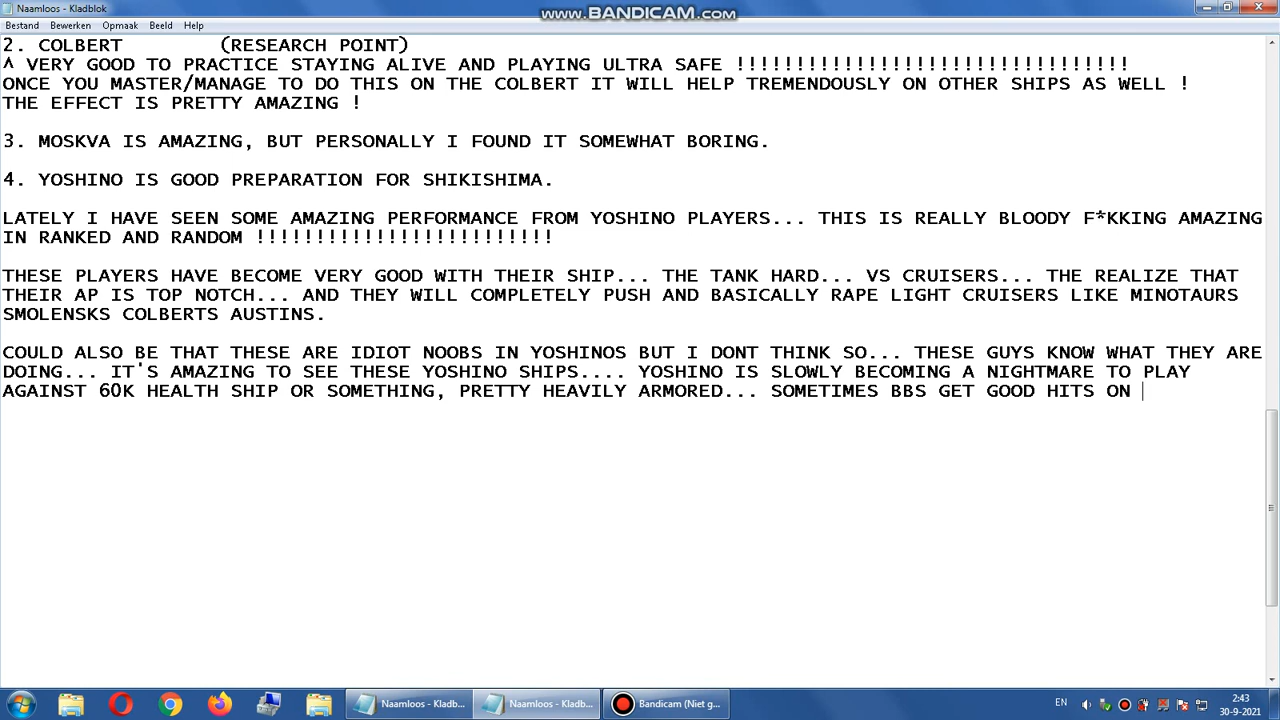 Naamloos - Kladblok
www.BANDICAM.com
Bestand Bewerken Opmaak Beeld Help
2. COLBERT (RESEARCH POINT)
^ VERY GOOD TO PRACTICE STAYING ALIVE AND PLAYING ULTRA SAFE !!!!!!!!!!!!!!!!!!!!!!!!!!!!!!!!!
ONCE YOU MASTER/MANAGE TO DO THIS ON THE COLBERT IT WILL HELP TREMENDOUSLY ON OTHER SHIPS AS WELL !
THE EFFECT IS PRETTY AMAZING !
3. MOSKVA IS AMAZING, BUT PERSONALLY I FOUND IT SOMEWHAT BORING.
4. YOSHINO IS GOOD PREPARATION FOR SHIKISHIMA.
LATELY I HAVE SEEN SOME AMAZING PERFORMANCE FROM YOSHINO PLAYERS... THIS IS REALLY BLOODY F*KKING AMAZING
IN RANKED AND RANDOM !!!!!!!!!!!!!!!!!!!!!!!!!
THESE PLAYERS HAVE BECOME VERY GOOD WITH THEIR SHIP... THE TANK HARD... VS CRUISERS... THE REALIZE THAT
THEIR AP IS TOP NOTCH... AND THEY WILL COMPLETELY PUSH AND BASICALLY RAPE LIGHT CRUISERS LIKE MINOTAURS
SMOLENSKS COLBERTS AUSTINS.
COULD ALSO BE THAT THESE ARE IDIOT NOOBS IN YOSHINOS BUT I DONT THINK SO... THESE GUYS KNOW WHAT THEY ARE
DOING... IT'S AMAZING TO SEE THESE YOSHINO SHIPS.... YOSHINO IS SLOWLY BECOMING A NIGHTMARE TO PLAY
AGAINST 60K HEALTH SHIP OR SOMETHING, PRETTY HEAVILY ARMORED... SOMETIMES BBS GET GOOD HITS ON
Naamloos - Kladb... Naamloos - Kladb... Bandicam (Niet g... EN 2:43
30-9-2021